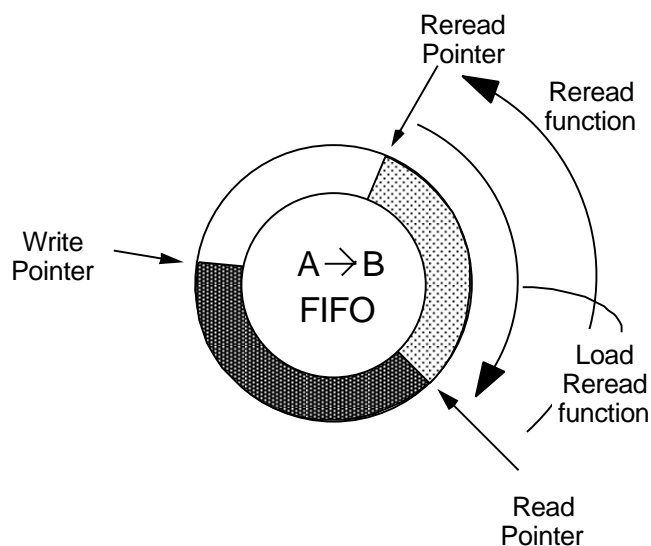 Reread
Pointer
Reread
function
Write
Pointer
A → B
FIFO
Load
Reread
function
Read
Pointer